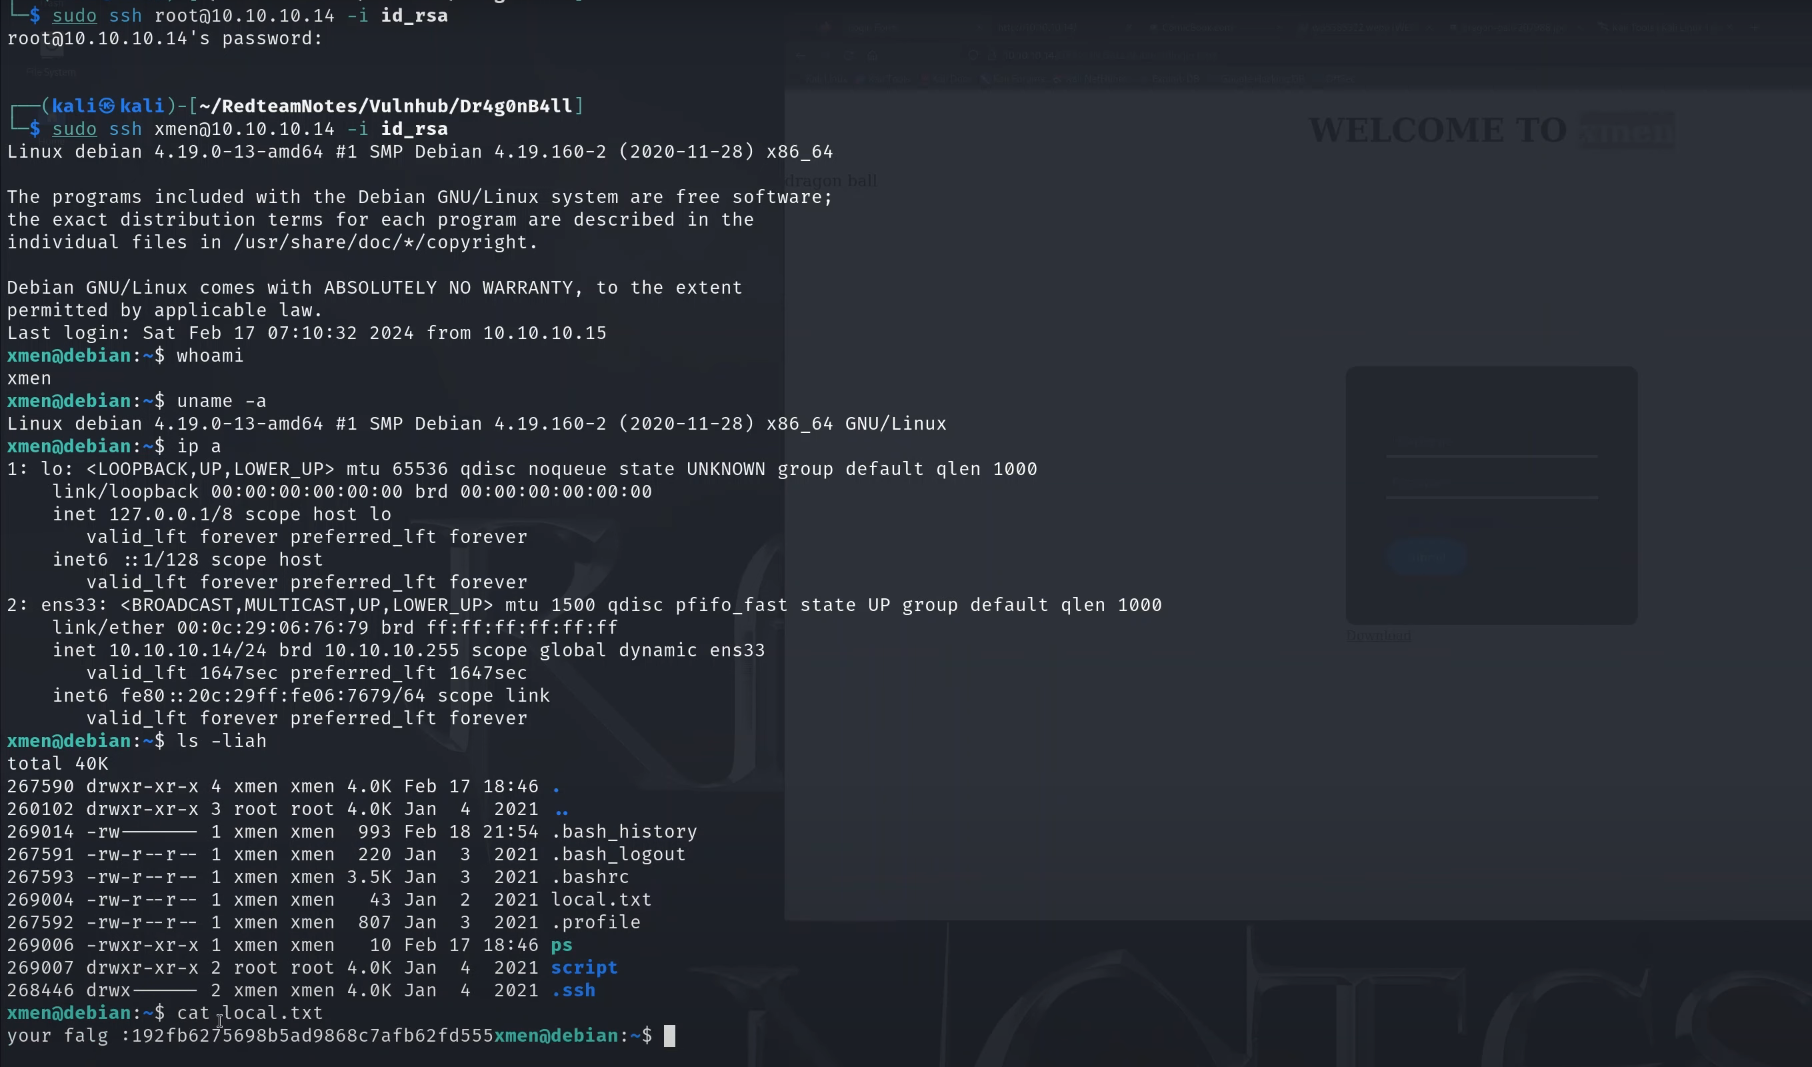 └─$ sudo ssh root@10.10.10.14 -i id_rsa
root@10.10.10.14's password:
┌──(kali㉿kali)-[~/RedteamNotes/Vulnhub/Dr4g0nB4ll]
└─$ sudo ssh xmen@10.10.10.14 -i id_rsa
Linux debian 4.19.0-13-amd64 #1 SMP Debian 4.19.160-2 (2020-11-28) x86_64
The programs included with the Debian GNU/Linux system are free software;
the exact distribution terms for each program are described in the
individual files in /usr/share/doc/*/copyright.
Debian GNU/Linux comes with ABSOLUTELY NO WARRANTY, to the extent
permitted by applicable law.
Last login: Sat Feb 17 07:10:32 2024 from 10.10.10.15
xmen@debian:~$ whoami
xmen
xmen@debian:~$ uname -a
Linux debian 4.19.0-13-amd64 #1 SMP Debian 4.19.160-2 (2020-11-28) x86_64 GNU/Linux
xmen@debian:~$ ip a
1: lo: <LOOPBACK,UP,LOWER_UP> mtu 65536 qdisc noqueue state UNKNOWN group default qlen 1000
    link/loopback 00:00:00:00:00:00 brd 00:00:00:00:00:00
    inet 127.0.0.1/8 scope host lo
       valid_lft forever preferred_lft forever
    inet6 ::1/128 scope host
       valid_lft forever preferred_lft forever
2: ens33: <BROADCAST,MULTICAST,UP,LOWER_UP> mtu 1500 qdisc pfifo_fast state UP group default qlen 1000
    link/ether 00:0c:29:06:76:79 brd ff:ff:ff:ff:ff:ff
    inet 10.10.10.14/24 brd 10.10.10.255 scope global dynamic ens33
       valid_lft 1647sec preferred_lft 1647sec
    inet6 fe80::20c:29ff:fe06:7679/64 scope link
       valid_lft forever preferred_lft forever
xmen@debian:~$ ls -liah
total 40K
267590 drwxr-xr-x 4 xmen xmen 4.0K Feb 17 18:46 .
260102 drwxr-xr-x 3 root root 4.0K Jan  4  2021 ..
269014 -rw------- 1 xmen xmen  993 Feb 18 21:54 .bash_history
267591 -rw-r--r-- 1 xmen xmen  220 Jan  3  2021 .bash_logout
267593 -rw-r--r-- 1 xmen xmen 3.5K Jan  3  2021 .bashrc
269004 -rw-r--r-- 1 xmen xmen   43 Jan  2  2021 local.txt
267592 -rw-r--r-- 1 xmen xmen  807 Jan  3  2021 .profile
269006 -rwxr-xr-x 1 xmen xmen   10 Feb 17 18:46 ps
269007 drwxr-xr-x 2 root root 4.0K Jan  4  2021 script
268446 drwx------ 2 xmen xmen 4.0K Jan  4  2021 .ssh
xmen@debian:~$ cat local.txt
your falg :192fb6275698b5ad9868c7afb62fd555xmen@debian:~$
WELCOME TO xmen
dragon ball
Download